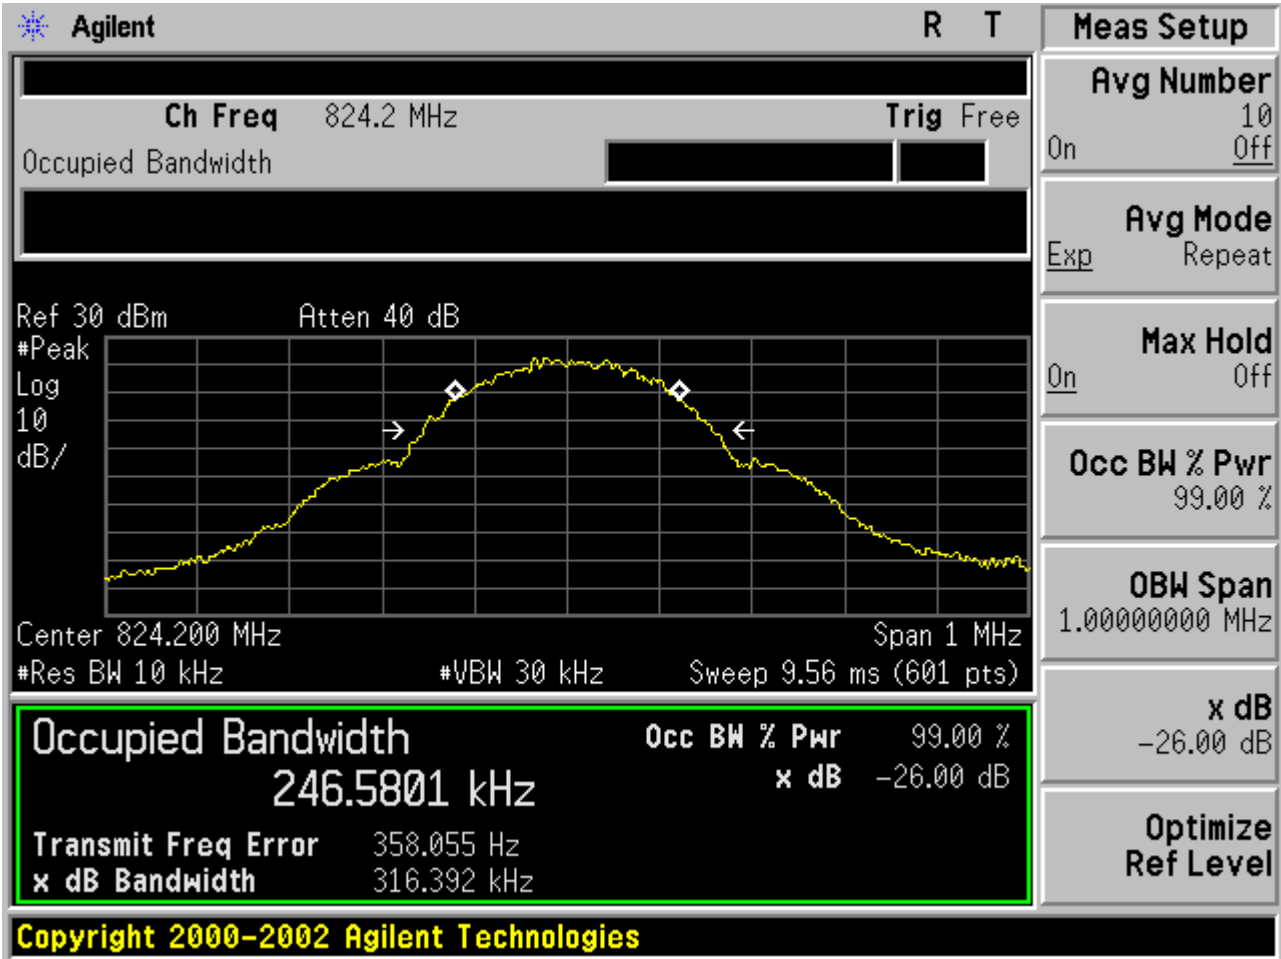 Agilent R T Meas Setup
Ch Freq 824.2 MHz Trig Free
Occupied Bandwidth
Ref 30 dBm Atten 40 dB
#Peak
Log
10
dB/
Center 824.200 MHz Span 1 MHz
#Res BW 10 kHz #VBW 30 kHz Sweep 9.56 ms (601 pts)
Occupied Bandwidth Occ BW % Pwr 99.00 %
246.5801 kHz x dB -26.00 dB
Transmit Freq Error 358.055 Hz
x dB Bandwidth 316.392 kHz
Avg Number
10
On Off
Avg Mode
Exp Repeat
Max Hold
On Off
Occ BW % Pwr
99.00 %
OBW Span
1.00000000 MHz
x dB
-26.00 dB
Optimize
Ref Level
Copyright 2000-2002 Agilent Technologies